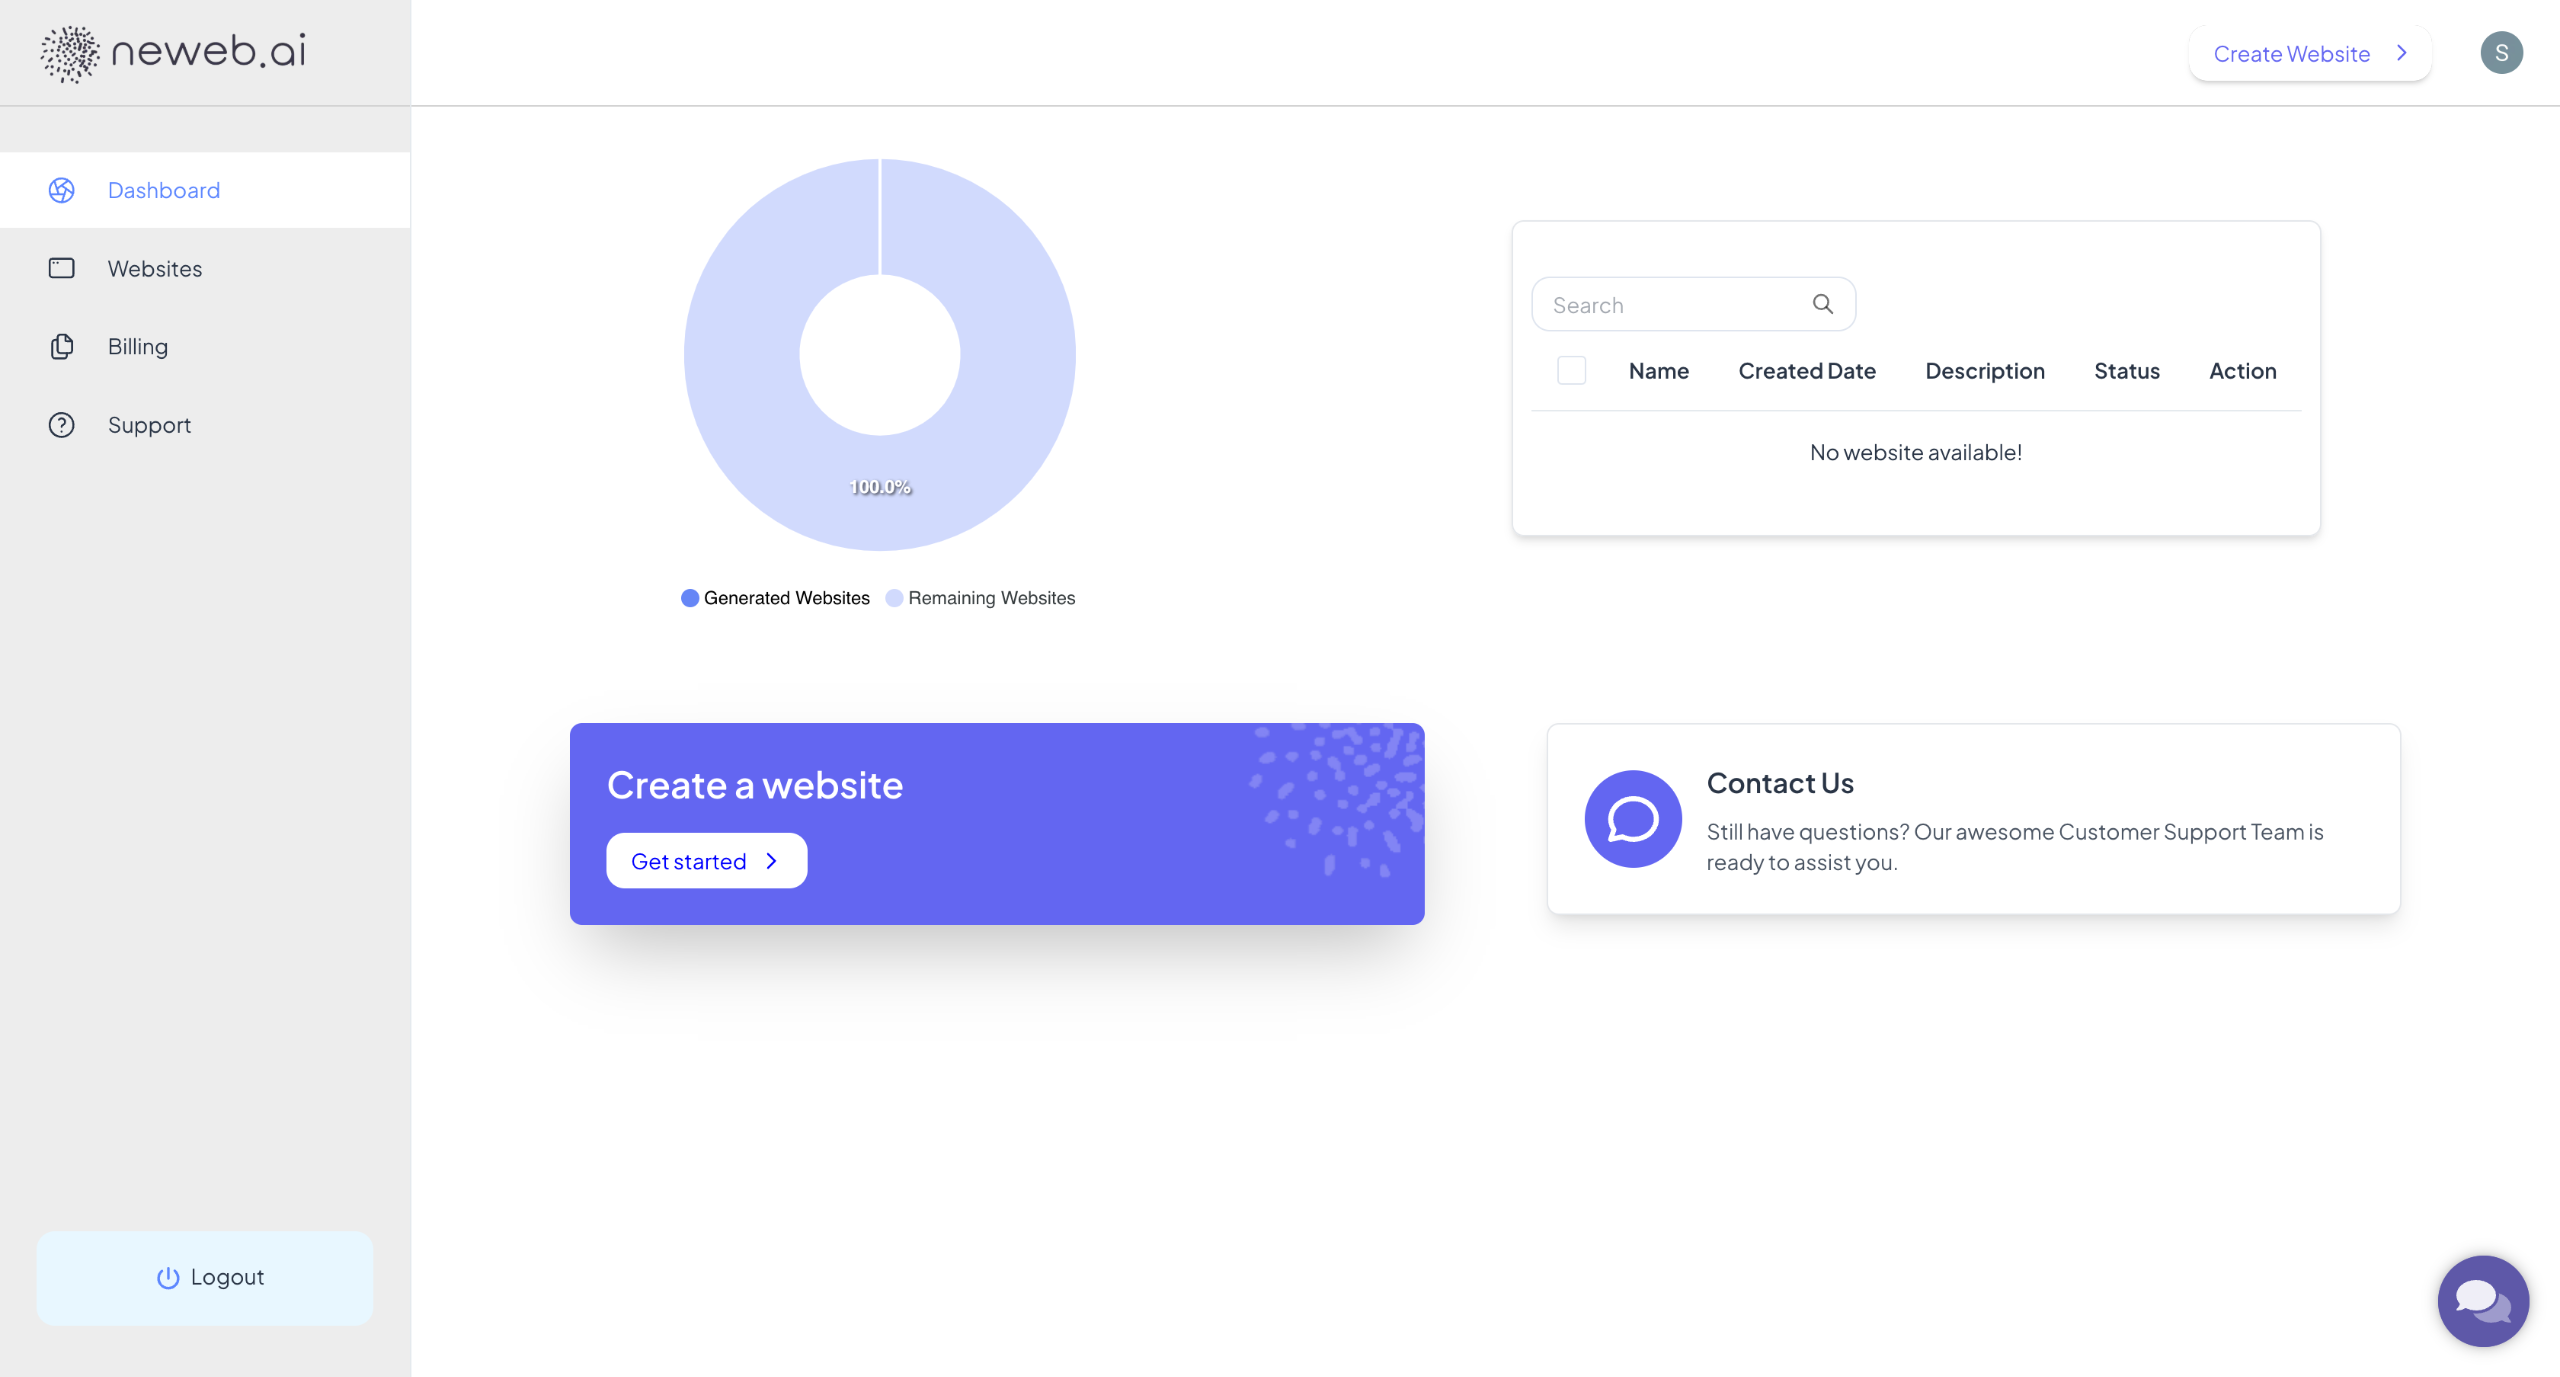 neweb.ai
Create Website
S
Dashboard
Websites
Billing
Support
100.0%
Generated Websites Remaining Websites
Search
Name Created Date Description Status Action
No website available!
Create a website
Get started
Contact Us
Still have questions? Our awesome Customer Support Team is
ready to assist you.
Logout